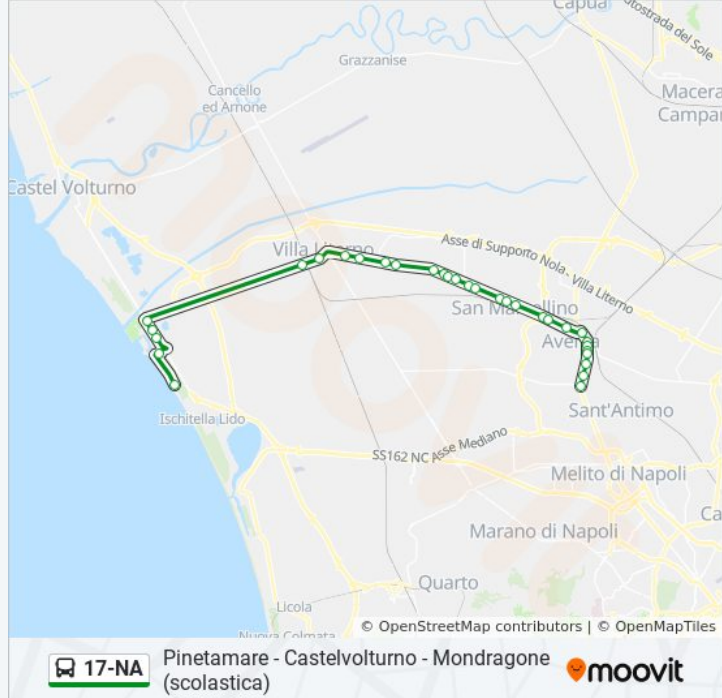 Capua
Autostrada del Sole
Grazzanise
Macera
Campan
Cancello
ed Arnone
Castel Volturno
Villa Literno
Asse di Supporto Nola - Villa Literno
San Marcellino
Aversa
Sant'Antimo
Ischitella Lido
SS162 NC Asse Mediano
Melito di Napoli
Marano di Napoli
Ca
Quarto
Licola
Nuova Colmata
© OpenStreetMap contributors | © OpenMapTiles
17-NA
Pinetamare - Castelvolturno - Mondragone
(scolastica)
moovit